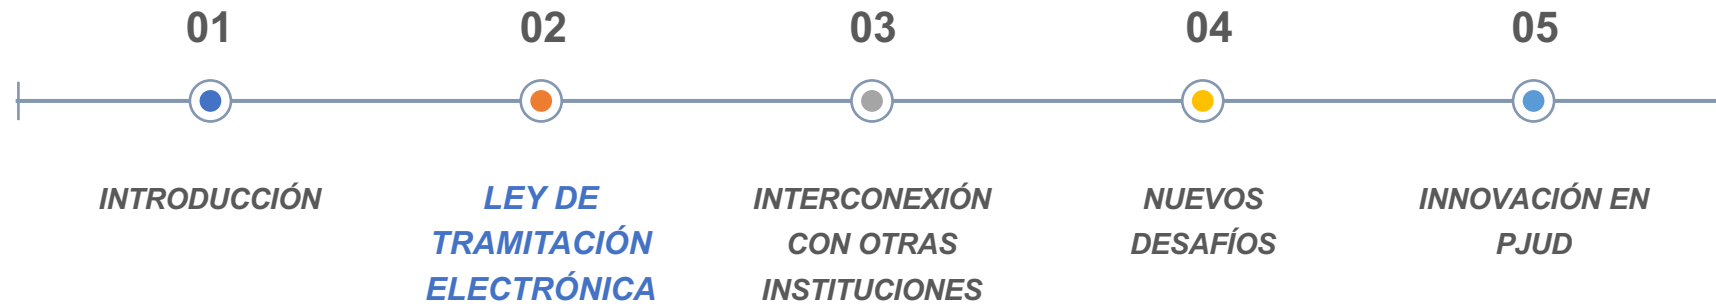 01
02
03
04
05
INTRODUCCIÓN
LEY DE
TRAMITACIÓN
ELECTRÓNICA
INTERCONEXIÓN
CON OTRAS
INSTITUCIONES
NUEVOS
DESAFÍOS
INNOVACIÓN EN
PJUD